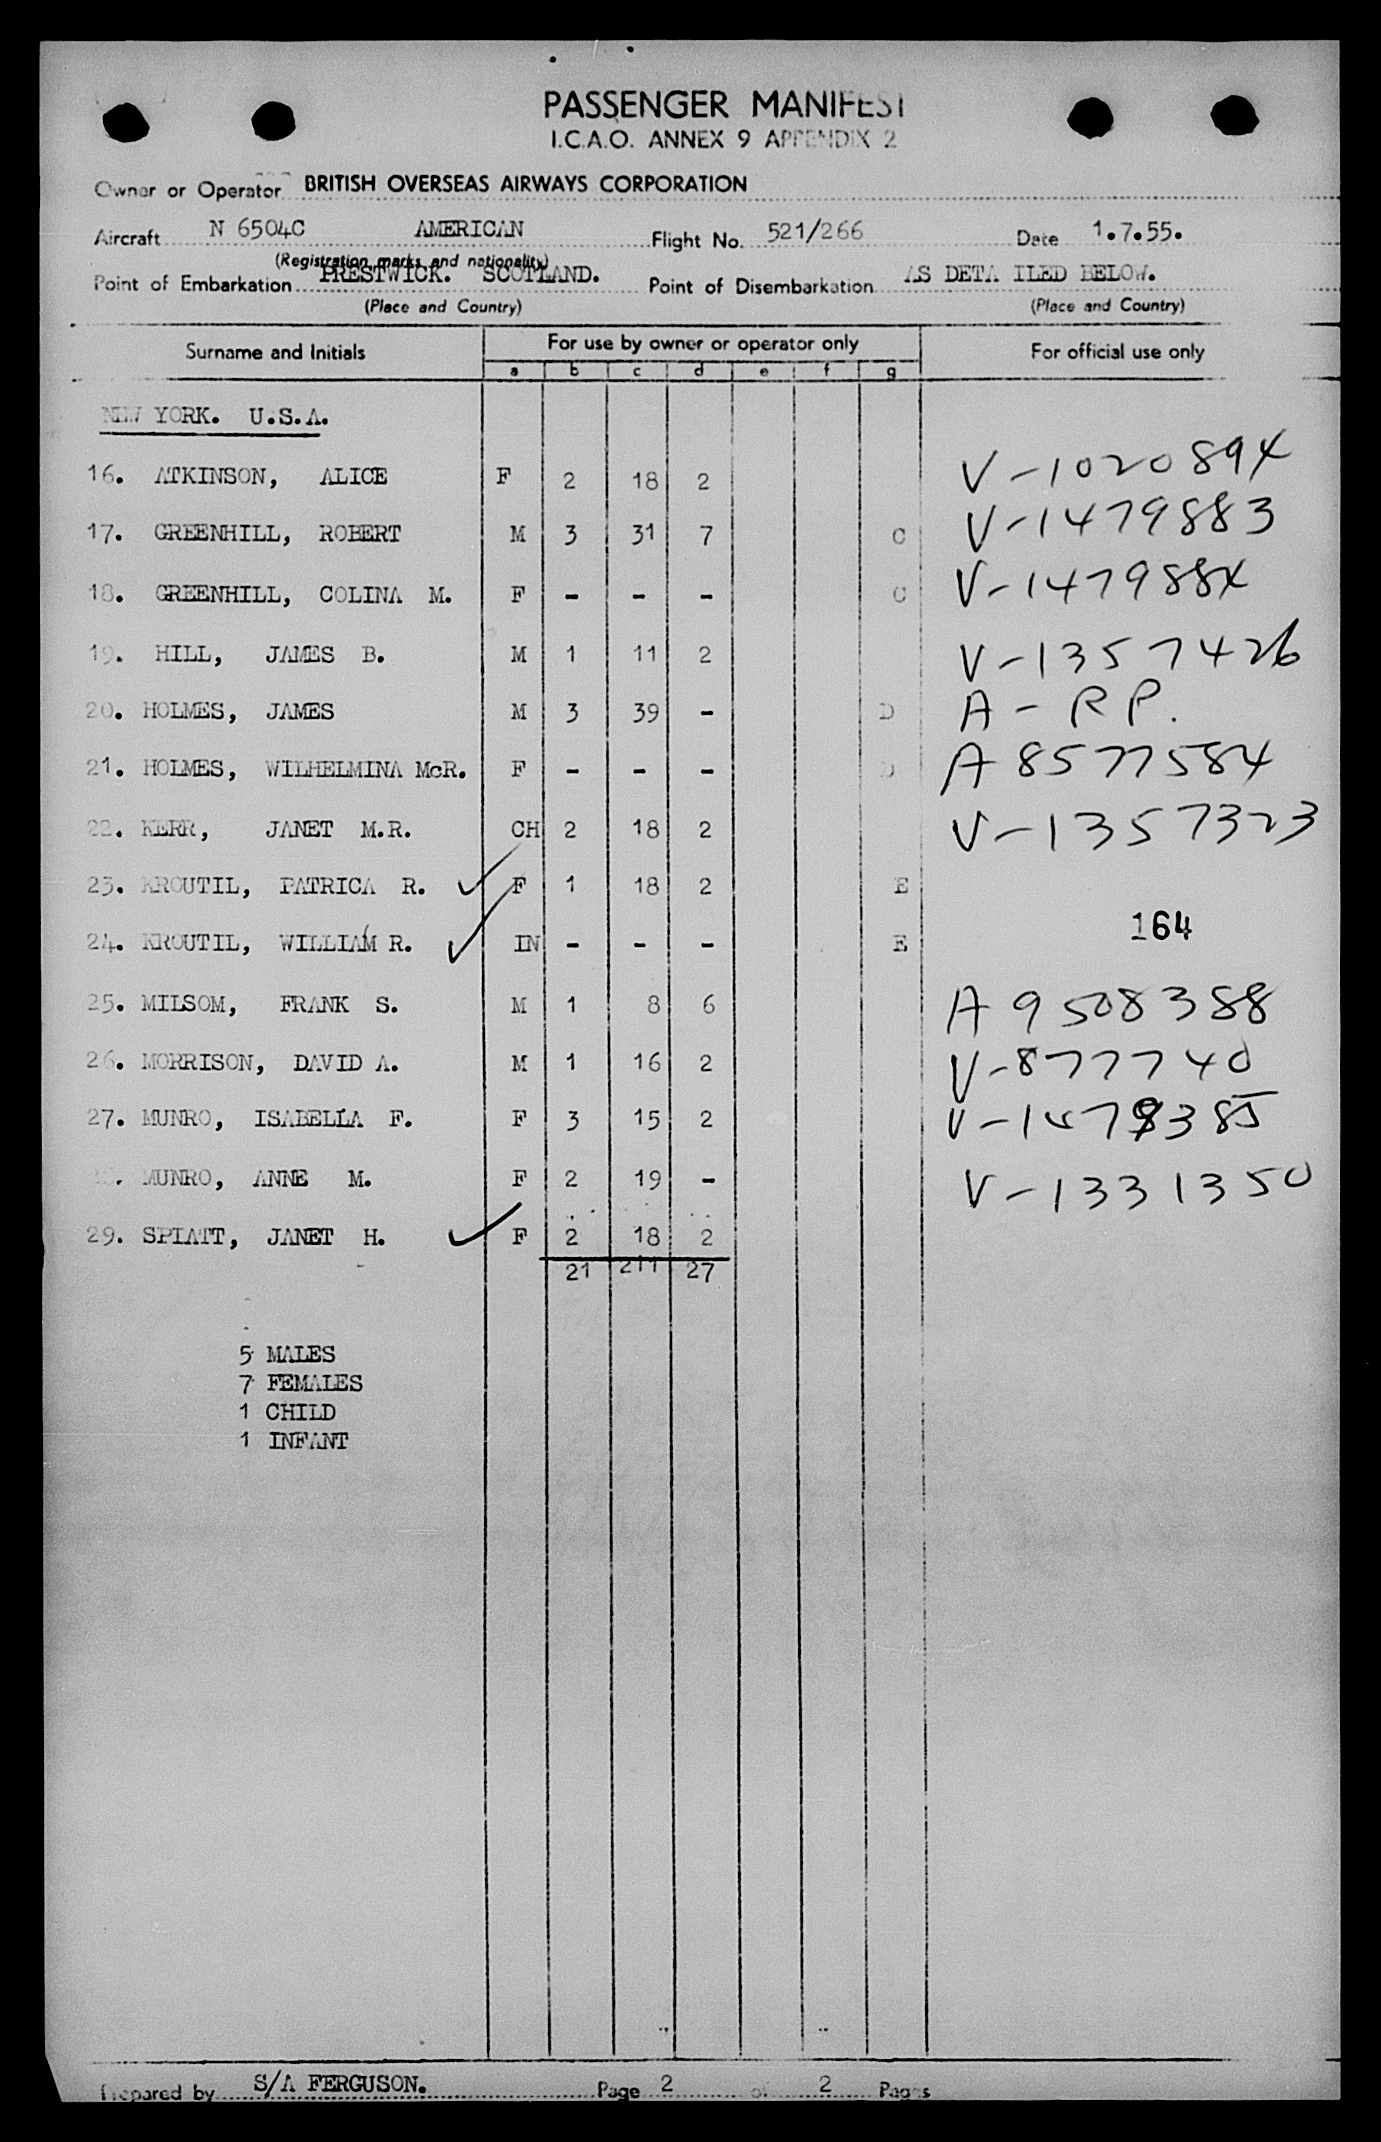 PASSENGER MANIFEST
I.C.A.O. ANNEX 9 APPENDIX 2
Owner or Operator BRITISH OVERSEAS AIRWAYS CORPORATION
Aircraft N 6504C AMERICAN Flight No. 521/266 Date 1.7.55.
(Registration marks and nationality)
Point of Embarkation PRESTWICK. SCOTLAND. Point of Disembarkation AS DETA ILED BELOW.
(Place and Country) (Place and Country)
Surname and Initials For use by owner or operator only For official use only
a b c d e f g
NEW YORK. U.S.A.
16. ATKINSON, ALICE F 2 18 2 V-1020894
17. GREENHILL, ROBERT M 3 31 7 C V-1479883
18. GREENHILL, COLINA M. F - - - C V-1479884
19. HILL, JAMES B. M 1 11 2 V-1357426
20. HOLMES, JAMES M 3 39 - D A - R P.
21. HOLMES, WILHELMINA McR. F - - - D A 8577584
22. KERR, JANET M.R. CH 2 18 2 V-1357323
23. KROUTIL, PATRICA R. F 1 18 2 E
24. KROUTIL, WILLIAM R. IN - - - E 164
25. MILSOM, FRANK S. M 1 8 6 A 9508388
26. MORRISON, DAVID A. M 1 16 2 V-877740
27. MUNRO, ISABELLA F. F 3 15 2 V-1479385
. MUNRO, ANNE M. F 2 19 - V-1331350
29. SPIATT, JANET H. F 2 18 2
21 211 27
5 MALES
7 FEMALES
1 CHILD
1 INFANT
Prepared by S/A FERGUSON. Page 2 of 2 Pages